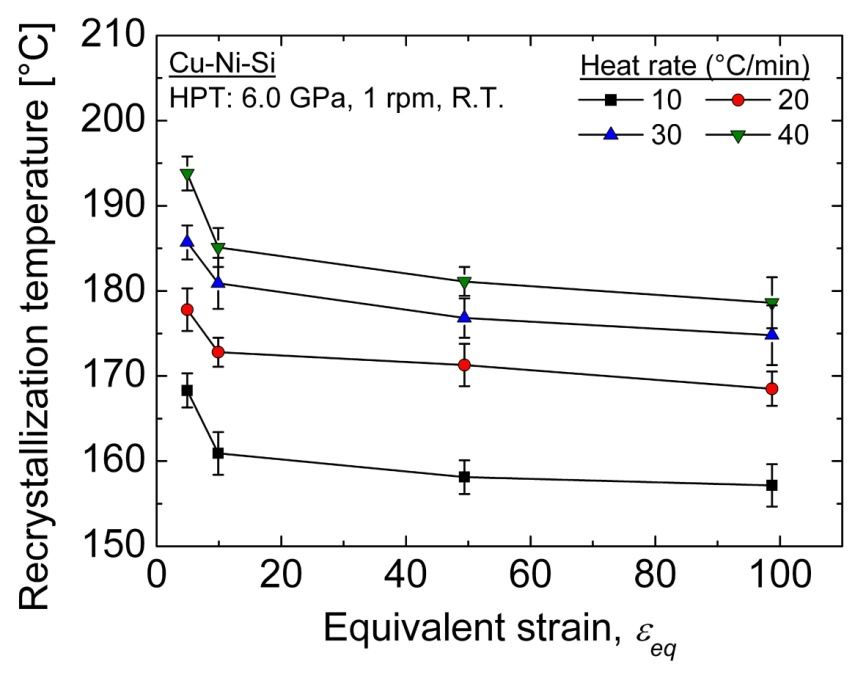 Recrystallization temperature [°C]
210
200
190
180
170
160
150
Cu-Ni-Si
HPT: 6.0 GPa, 1 rpm, R.T.
Heat rate (°C/min)
10 20
30 40
0 20 40 60 80 100
Equivalent strain, εeq